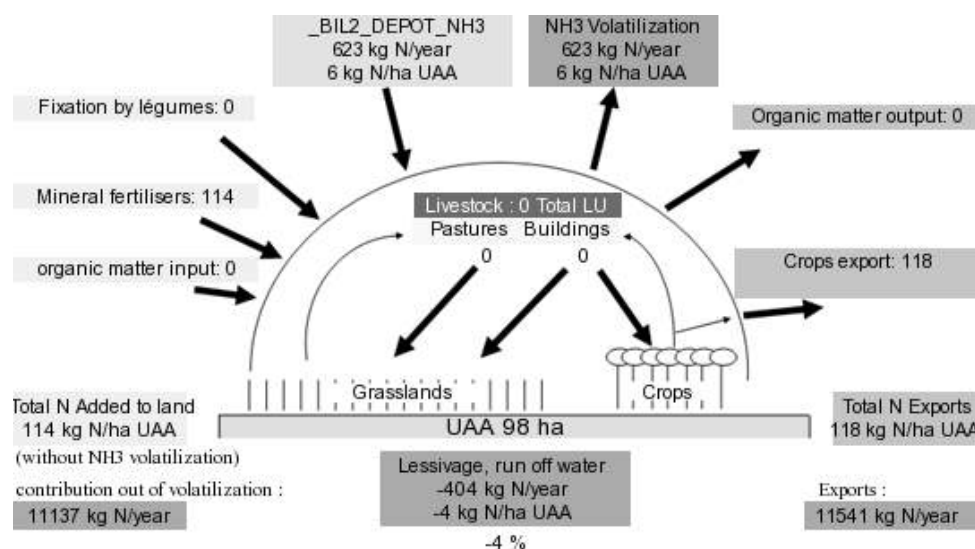 _BIL2_DEPOT_NH3
623 kg N/year
6 kg N/ha UAA
NH3 Volatilization
623 kg N/year
6 kg N/ha UAA
Fixation by légumes: 0
Organic matter output: 0
Mineral fertilisers: 114
Livestock : 0 Total LU
Pastures Buildings
0 0
organic matter input: 0
Crops export: 118
Grasslands
Crops
Total N Added to land
114 kg N/ha UAA
(without NH3 volatilization)
UAA 98 ha
Total N Exports
118 kg N/ha UAA
Lessivage, run off water
-404 kg N/year
-4 kg N/ha UAA
-4 %
contribution out of volatilization :
11137 kg N/year
Exports :
11541 kg N/year